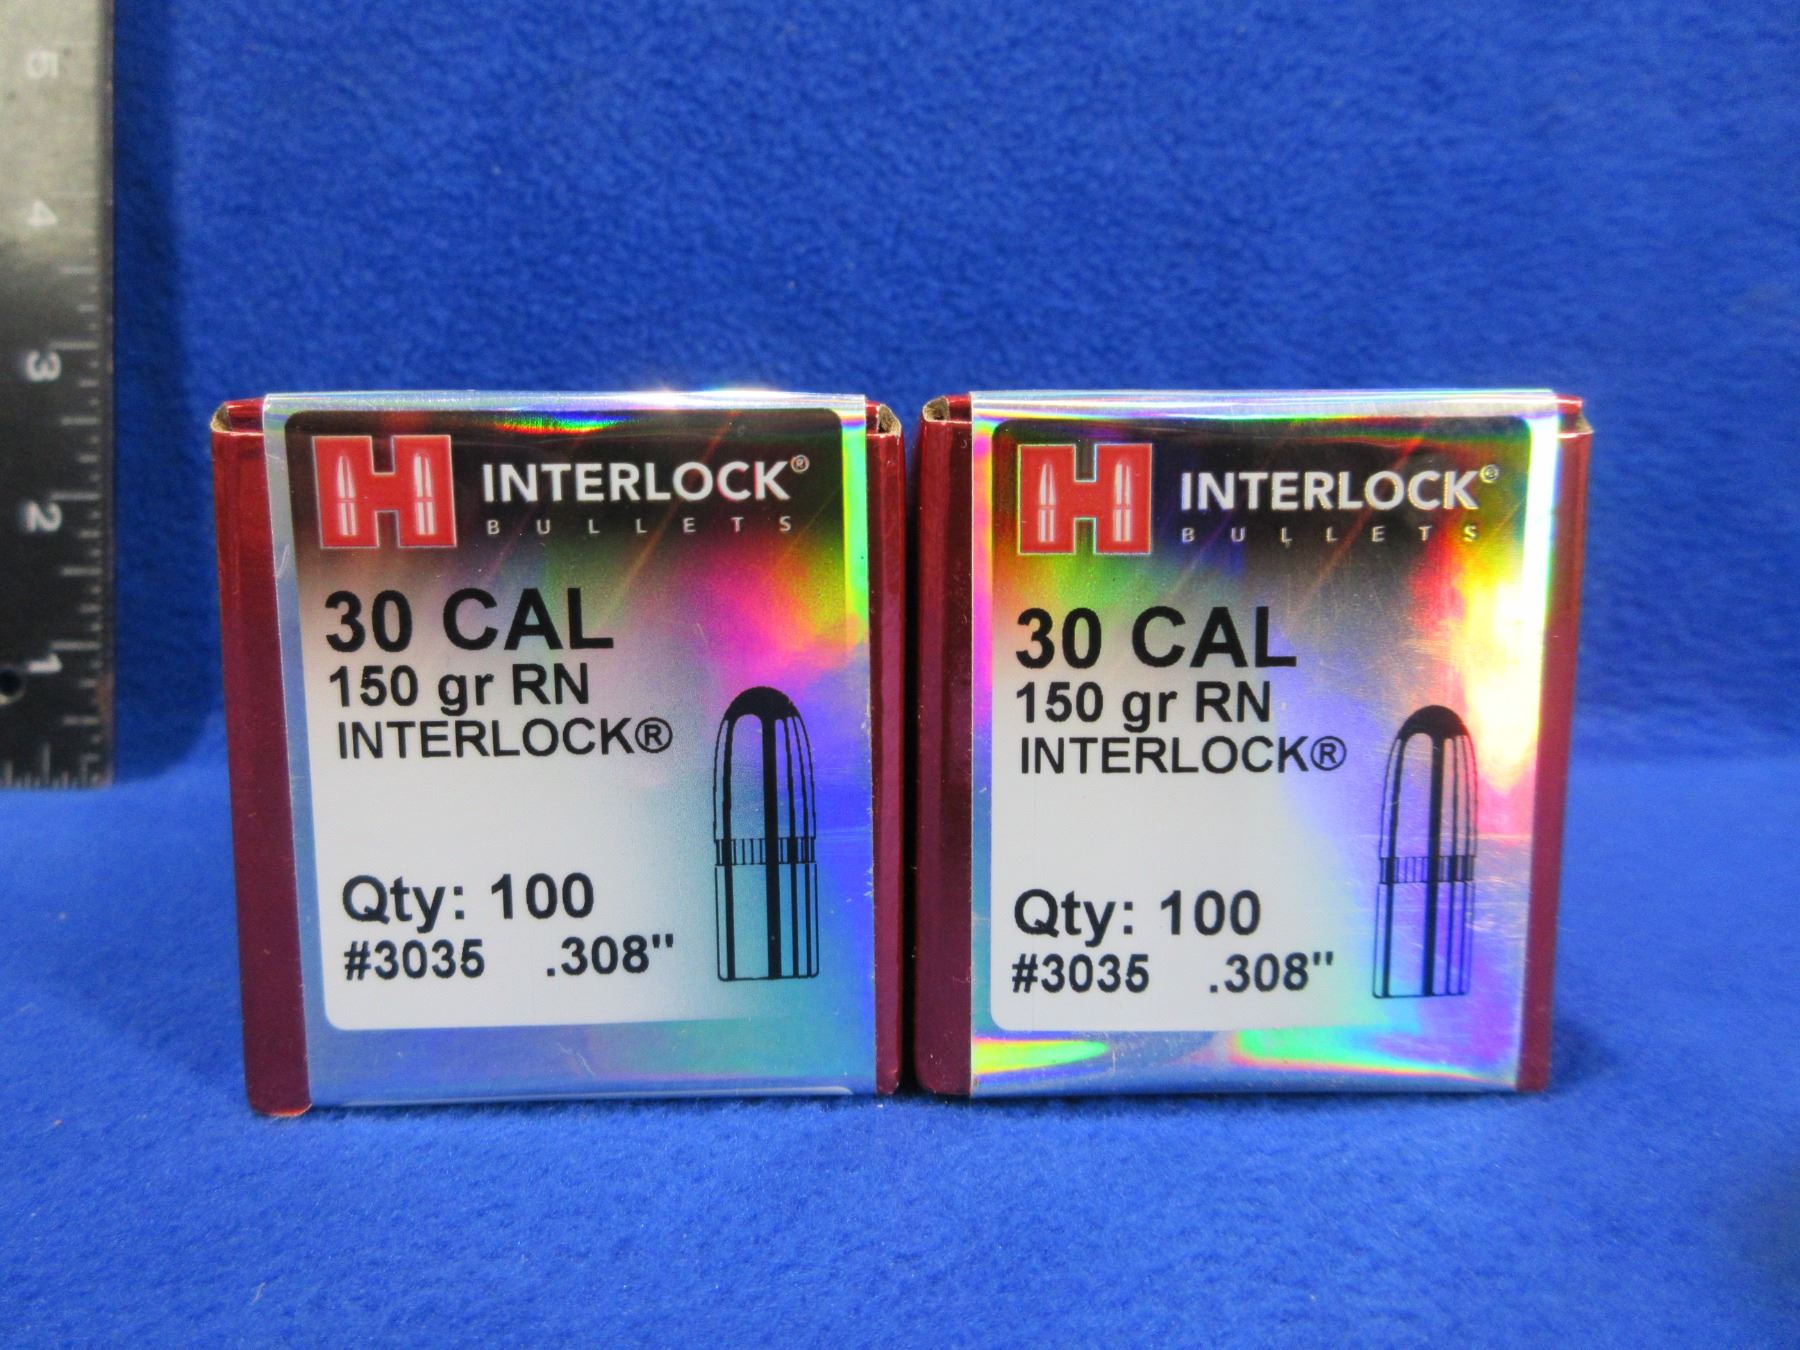 5
4
3
2
1
H INTERLOCK®
BULLETS
30 CAL
150 gr RN
INTERLOCK®
Qty: 100
#3035 .308"
H INTERLOCK®
BULLETS
30 CAL
150 gr RN
INTERLOCK®
Qty: 100
#3035 .308"